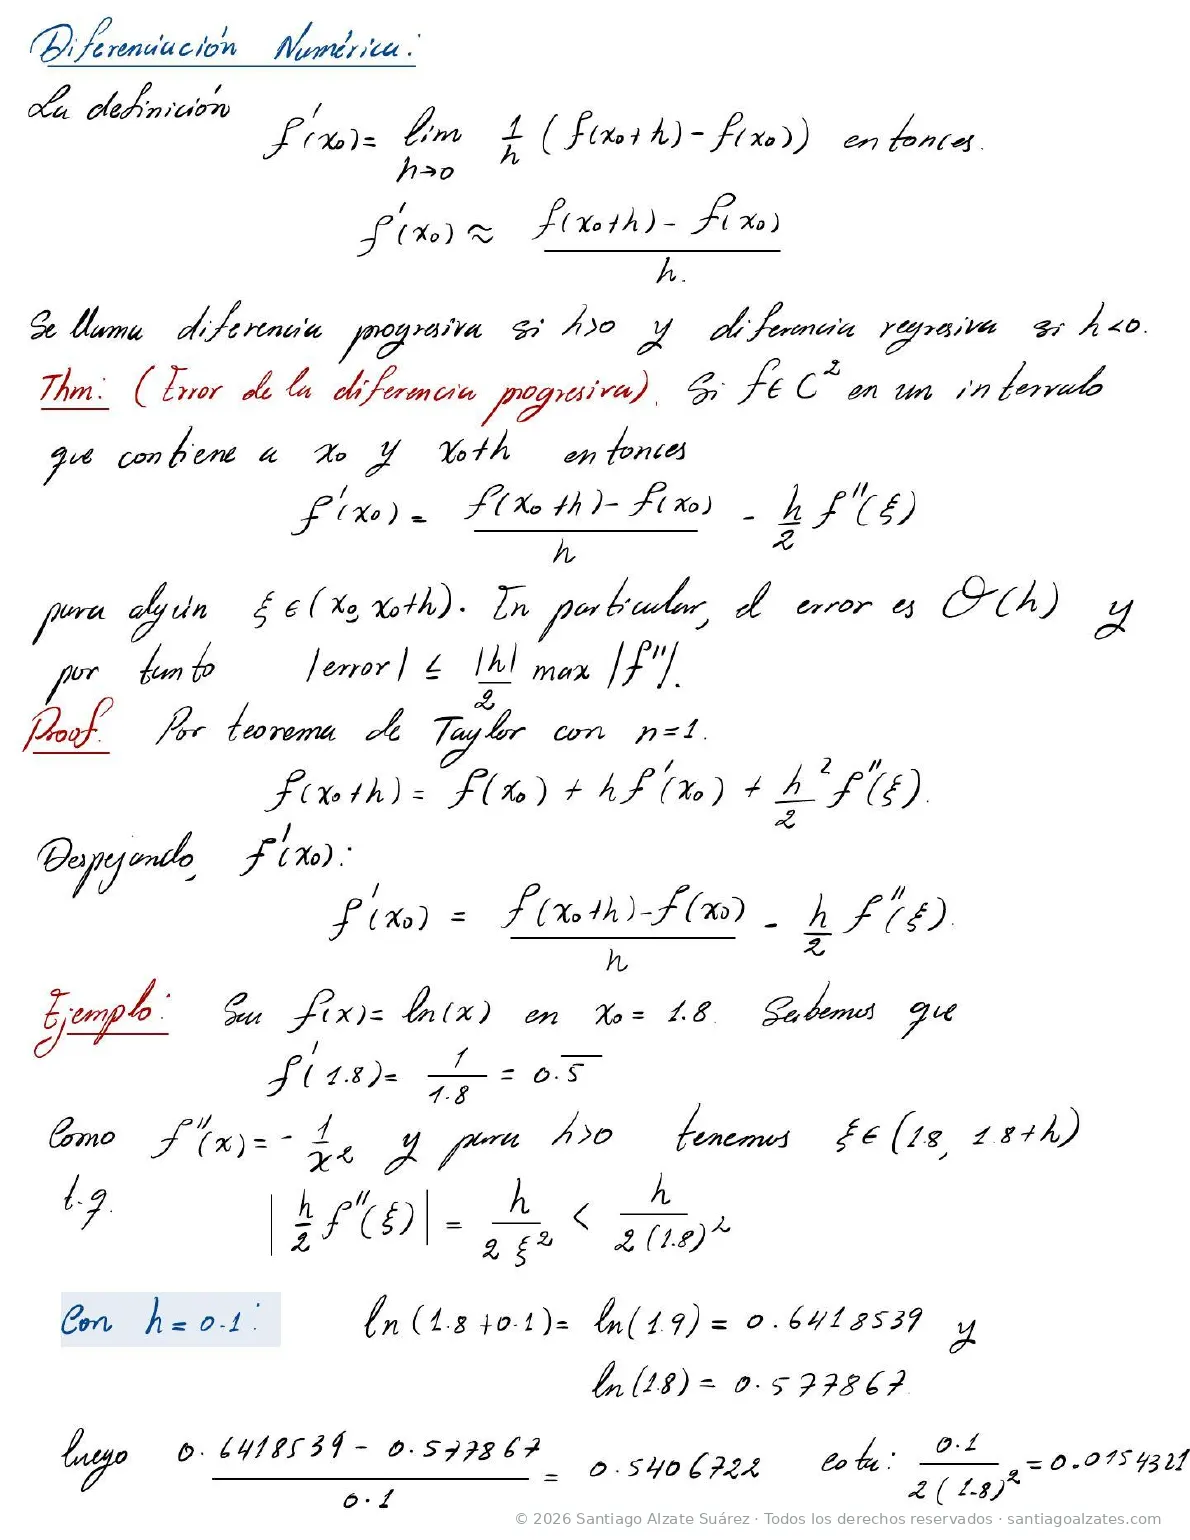 Diferenciación Numérica:
La definición
f'(x₀) = lim_{h→0} 1/h (f(x₀+h) - f(x₀)) entonces.
f'(x₀) ≈ (f(x₀+h) - f(x₀))/h.
Se llama diferencia progresiva si h>0 y diferencia regresiva si h<0.
Thm: (Error de la diferencia progresiva). Si f∈C² en un intervalo
que contiene a x₀ y x₀+h entonces
f'(x₀) = (f(x₀+h) - f(x₀))/h - h/2 f''(ξ)
para algún ξ∈(x₀, x₀+h). En particular, el error es O(h) y
por tanto |error| ≤ |h|/2 max |f''|.
Proof. Por teorema de Taylor con n=1.
f(x₀+h) = f(x₀) + hf'(x₀) + h²/2 f''(ξ).
Despejando, f'(x₀):
f'(x₀) = (f(x₀+h) - f(x₀))/h - h/2 f''(ξ).
Ejemplo: Sea f(x) = ln(x) en x₀ = 1.8. Sabemos que
f'(1.8) = 1/1.8 = 0.5̅
Como f''(x) = - 1/x² y para h>0 tenemos ξ∈(1.8, 1.8+h)
t.q. |h/2 f''(ξ)| = h/(2 ξ²) < h/(2(1.8)²)
Con h = 0.1: ln(1.8+0.1) = ln(1.9) = 0.6418539 y
ln(1.8) = 0.577867
luego (0.6418539 - 0.577867)/0.1 = 0.5406722 cota: 0.1/(2(1.8)²) = 0.0154321
© 2026 Santiago Alzate Suárez · Todos los derechos reservados · santiagoalzates.com